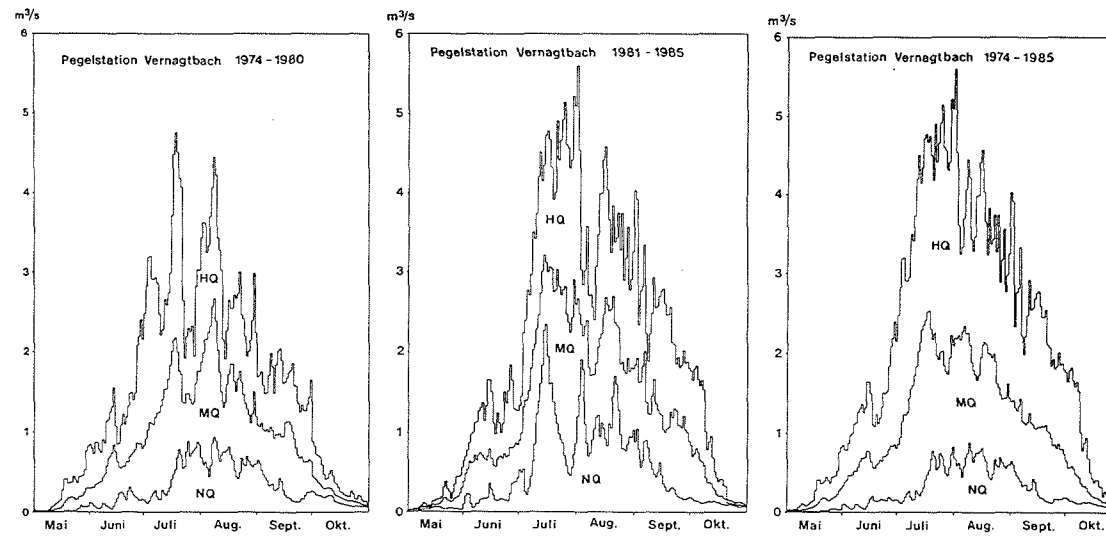 m³/s
6
Pegelstation Vernagtbach 1974-1980
5
4
3
HQ
2
MQ
1
NQ
0
Mai Juni Juli Aug. Sept. Okt.
m³/s
6
Pegelstation Vernagtbach 1981-1985
5
4
HQ
3
2
MQ
1
NQ
0
Mai Juni Juli Aug. Sept. Okt.
m³/s
6
Pegelstation Vernagtbach 1974-1985
5
4
HQ
3
2
MQ
1
NQ
0
Mai Juni Juli Aug. Sept. Okt.